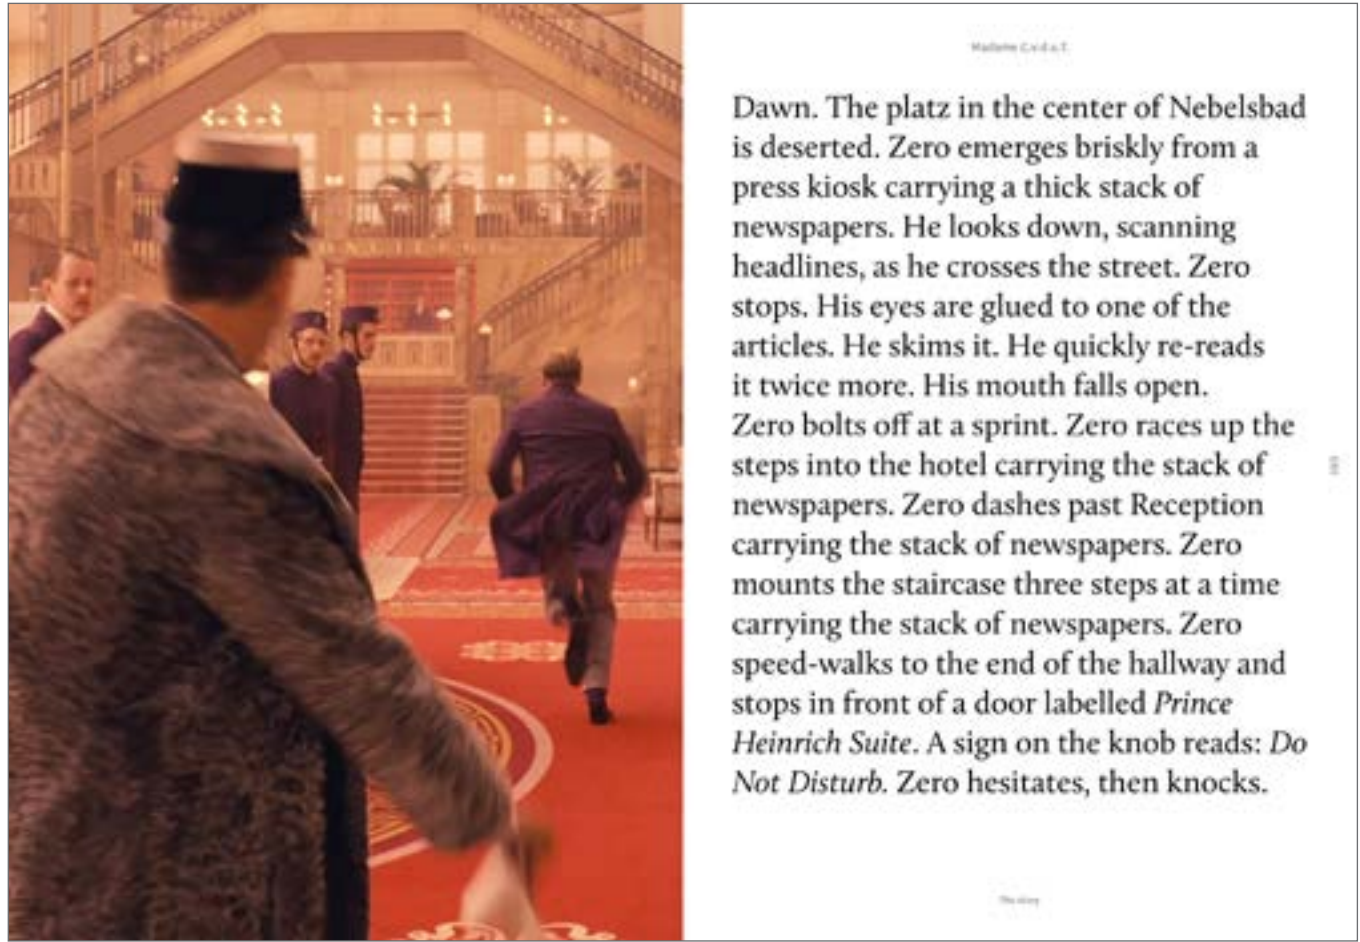 Madame C.v.d.u.T.
Dawn. The platz in the center of Nebelsbad
is deserted. Zero emerges briskly from a
press kiosk carrying a thick stack of
newspapers. He looks down, scanning
headlines, as he crosses the street. Zero
stops. His eyes are glued to one of the
articles. He skims it. He quickly re-reads
it twice more. His mouth falls open.
Zero bolts off at a sprint. Zero races up the
steps into the hotel carrying the stack of
newspapers. Zero dashes past Reception
carrying the stack of newspapers. Zero
mounts the staircase three steps at a time
carrying the stack of newspapers. Zero
speed-walks to the end of the hallway and
stops in front of a door labelled Prince
Heinrich Suite. A sign on the knob reads: Do
Not Disturb. Zero hesitates, then knocks.
The story